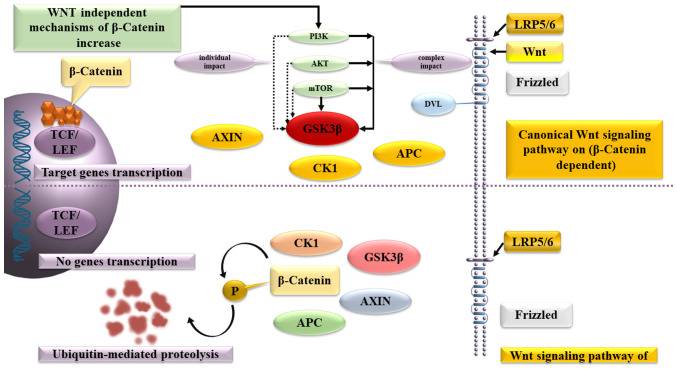 WNT independent
mechanisms of β-Catenin
increase
β-Catenin
TCF/
LEF
Target genes transcription
individual
impact
PI3K
AKT
mTOR
GSK3β
complex
impact
AXIN
CK1
APC
DVL
LRP5/6
Wnt
Frizzled
Canonical Wnt signaling
pathway on (β-Catenin
dependent)
TCF/
LEF
No genes transcription
Ubiquitin-mediated proteolysis
P
CK1
GSK3β
β-Catenin
AXIN
APC
LRP5/6
Frizzled
Wnt signaling pathway of